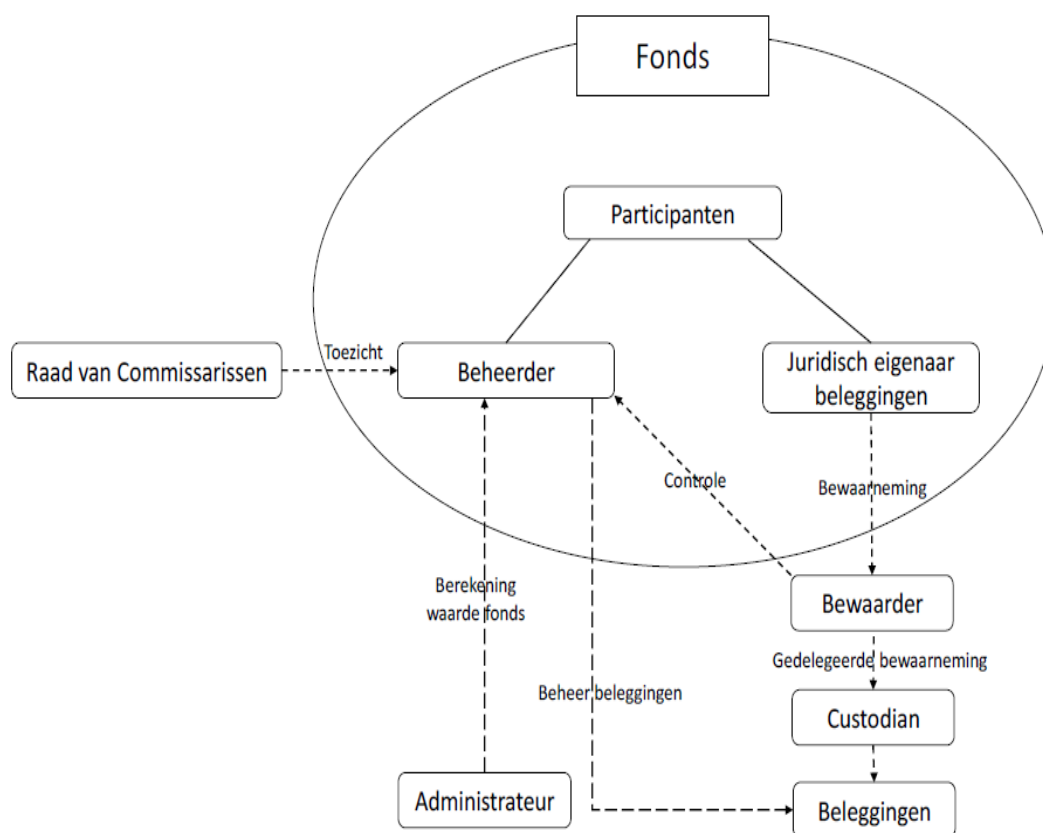 Fonds
Participanten
Raad van Commissarissen
Toezicht
Beheerder
Juridisch eigenaar
beleggingen
Controle
Bewaarneming
Berekening
waarde fonds
Bewaarder
Gedelegeerde bewaarneming
Beheer beleggingen
Custodian
Administrateur
Beleggingen